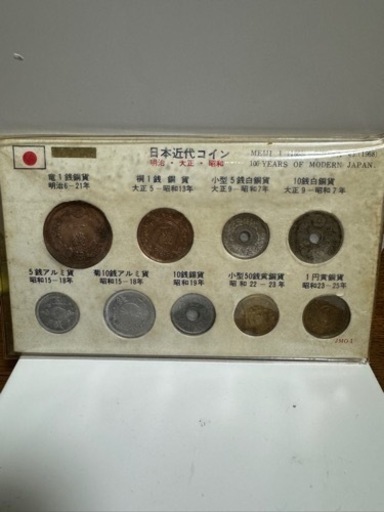 日本近代コイン
明治・大正・昭和
100 YEARS OF MODERN JAPAN.
竜1銭銅貨
明治6-21年
桐1銭銅貨
大正5-昭和13年
小型5銭白銅貨
大正9-昭和7年
10銭白銅貨
大正9-昭和7年
5銭アルミ貨
昭和15-18年
菊10銭アルミ貨
昭和15-18年
10銭錫貨
昭和19年
小型50銭黄銅貨
昭和22-23年
1円黄銅貨
昭和23-25年